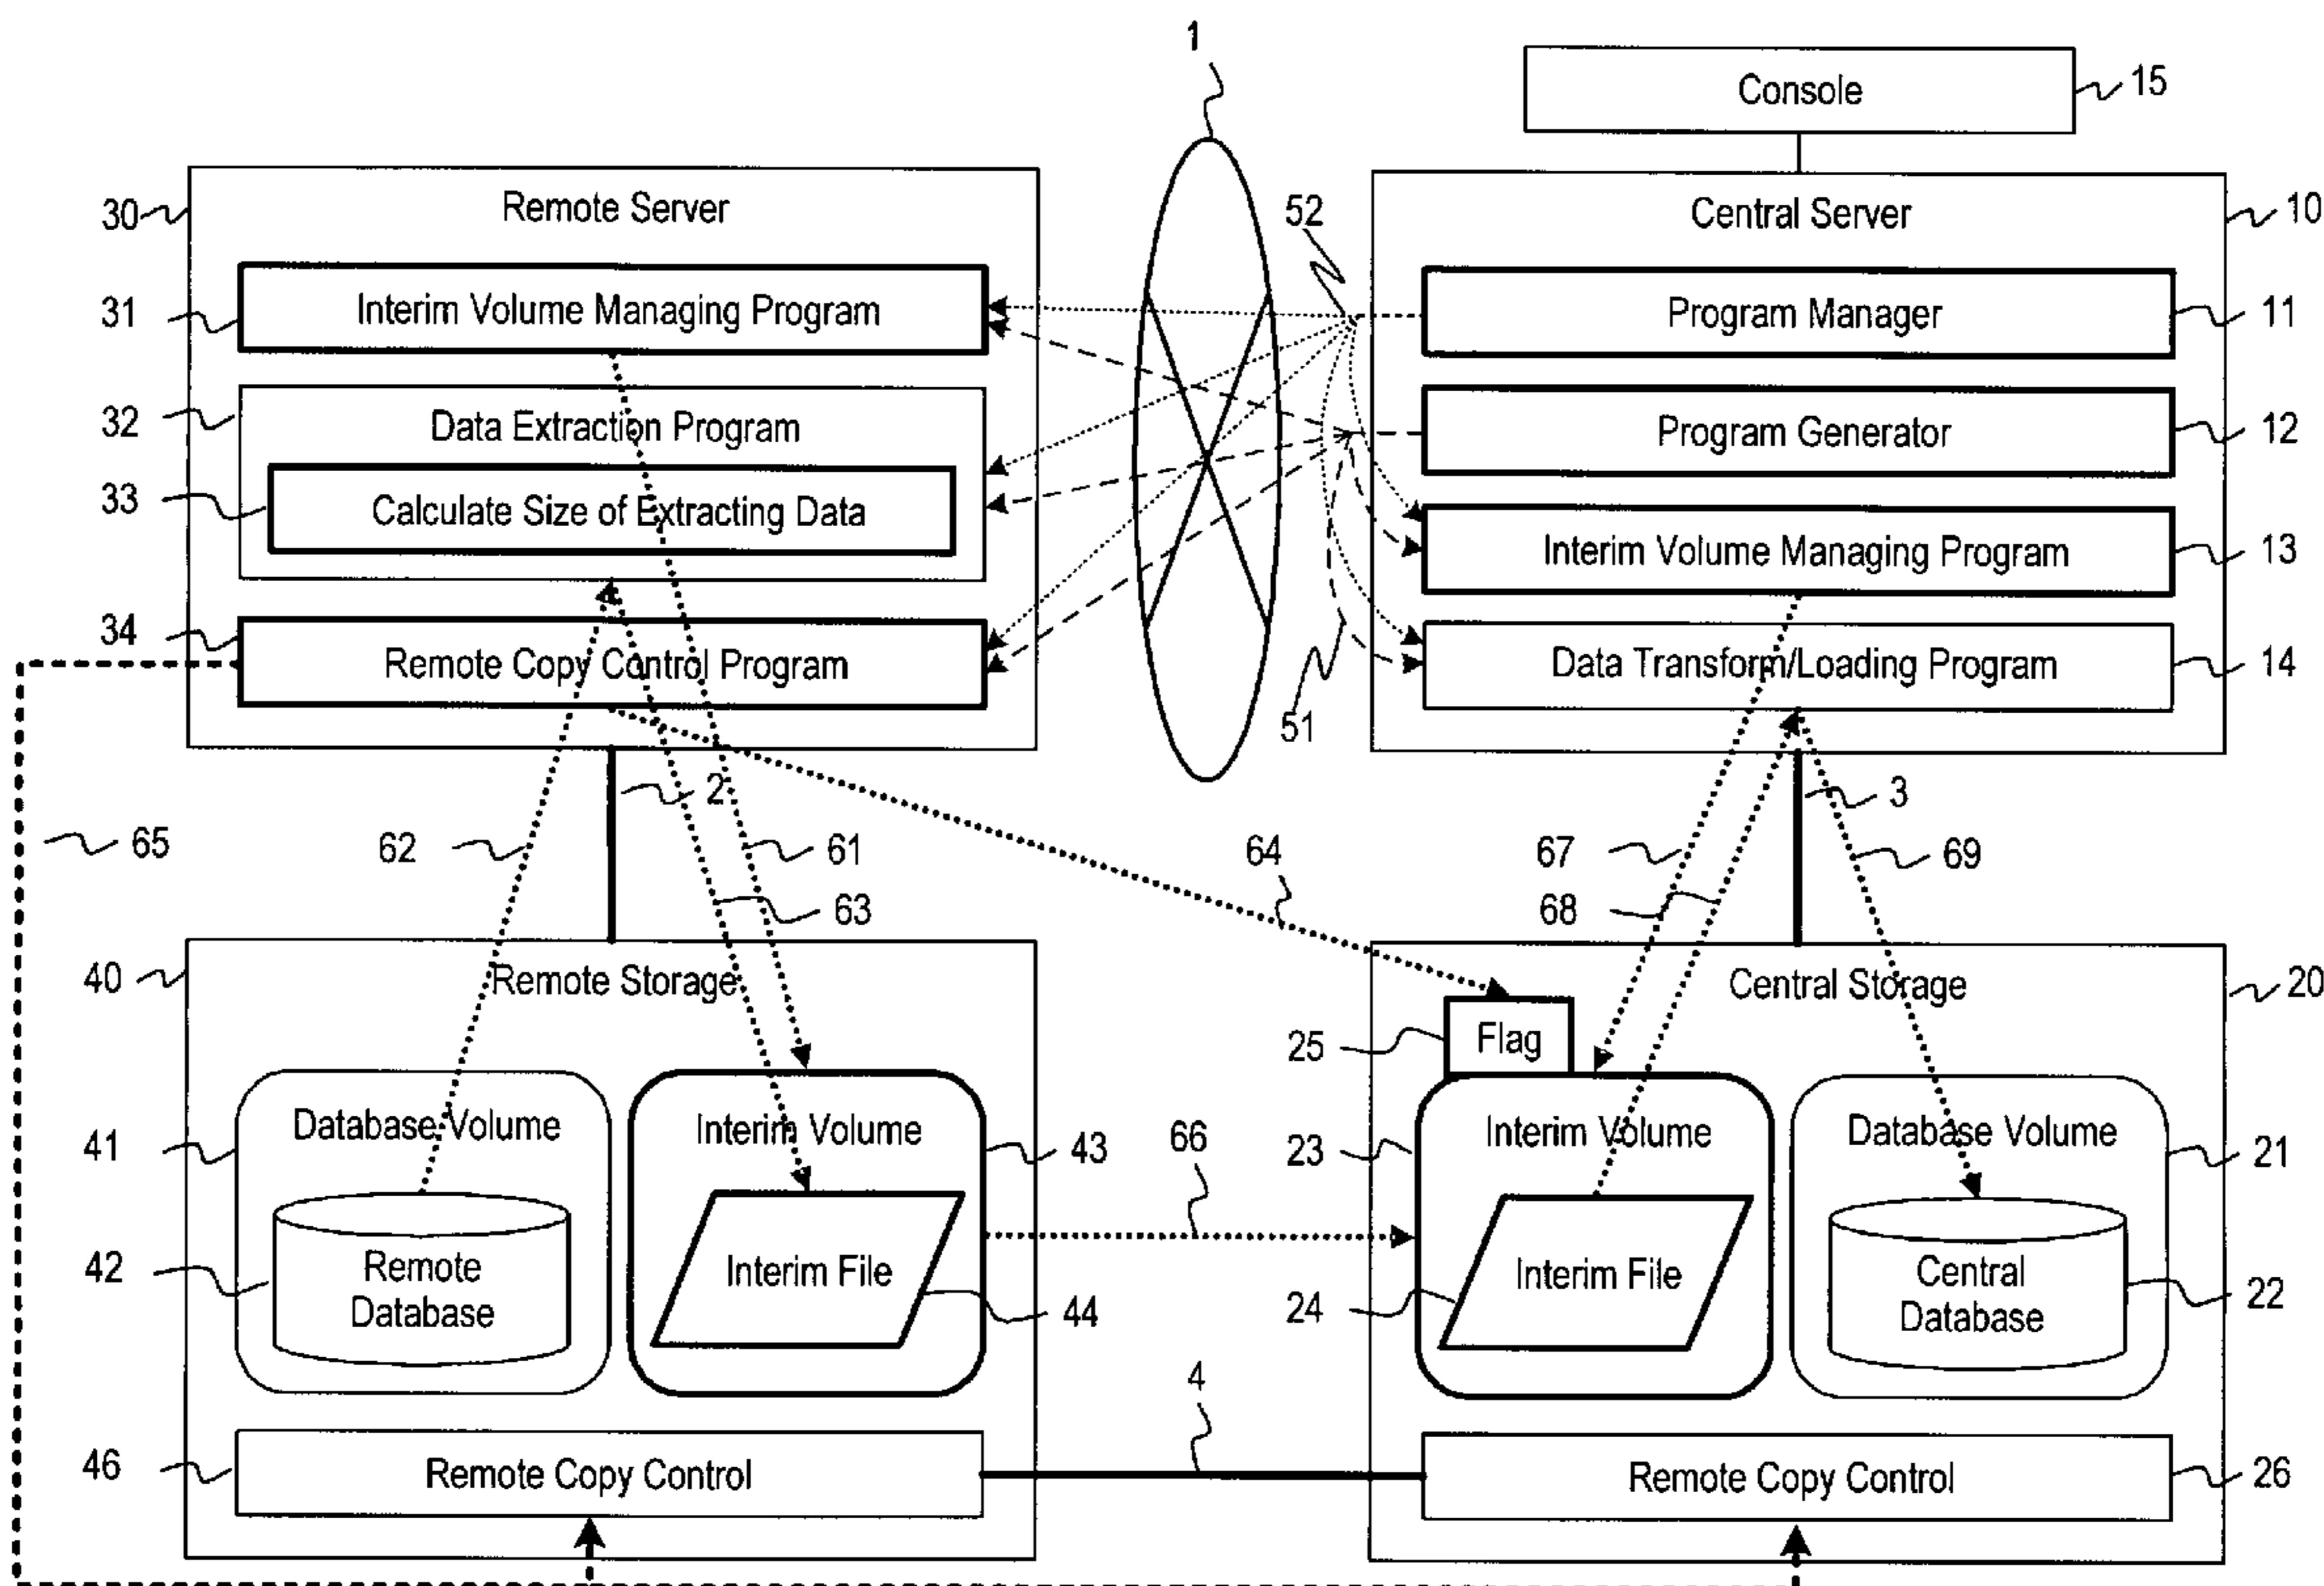 1
Console
15
30
Remote Server
52
Central Server
10
31
Interim Volume Managing Program
Program Manager
11
32
Data Extraction Program
Program Generator
12
33
Calculate Size of Extracting Data
Interim Volume Managing Program
13
34
Remote Copy Control Program
51
Data Transform/Loading Program
14
2
3
65
62
61
64
67
69
63
68
40
Remote Storage
Central Storage
20
25
Flag
41
Database Volume
Interim Volume
43
66
23
Interim Volume
Database Volume
21
42
Remote
Database
Interim File
44
24
Interim File
Central
Database
22
4
46
Remote Copy Control
Remote Copy Control
26